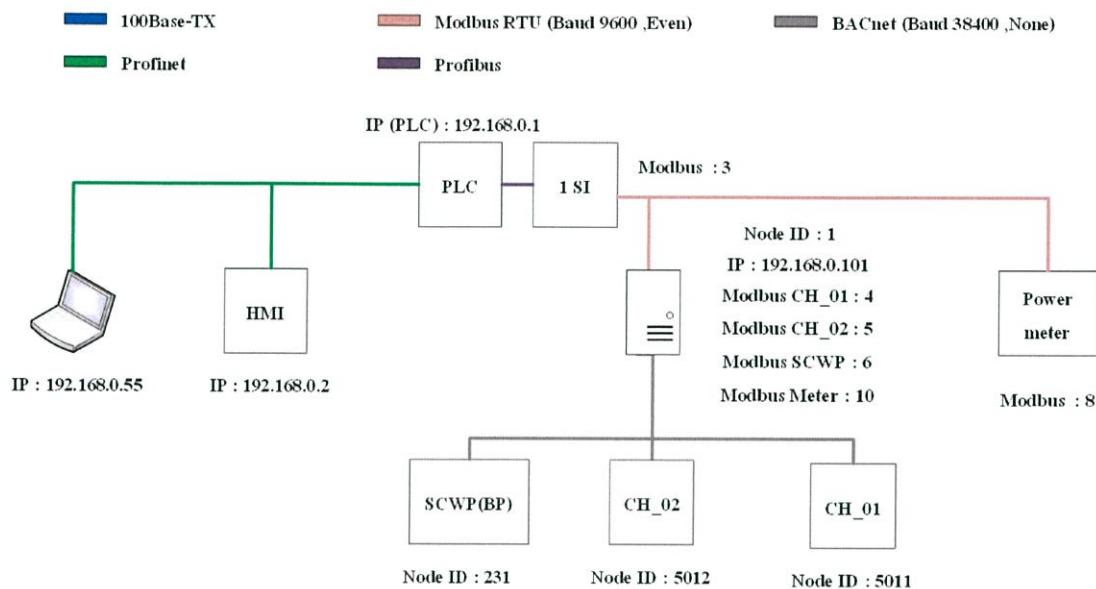 100Base-TX
Modbus RTU (Baud 9600 ,Even)
BACnet (Baud 38400 ,None)
Profinet
Profibus
IP (PLC) : 192.168.0.1
PLC
1 SI
Modbus : 3
Node ID : 1
IP : 192.168.0.101
Modbus CH_01 : 4
Modbus CH_02 : 5
Modbus SCWP : 6
Modbus Meter : 10
HMI
Power
meter
IP : 192.168.0.55
IP : 192.168.0.2
Modbus : 8
SCWP(BP)
CH_02
CH_01
Node ID : 231
Node ID : 5012
Node ID : 5011